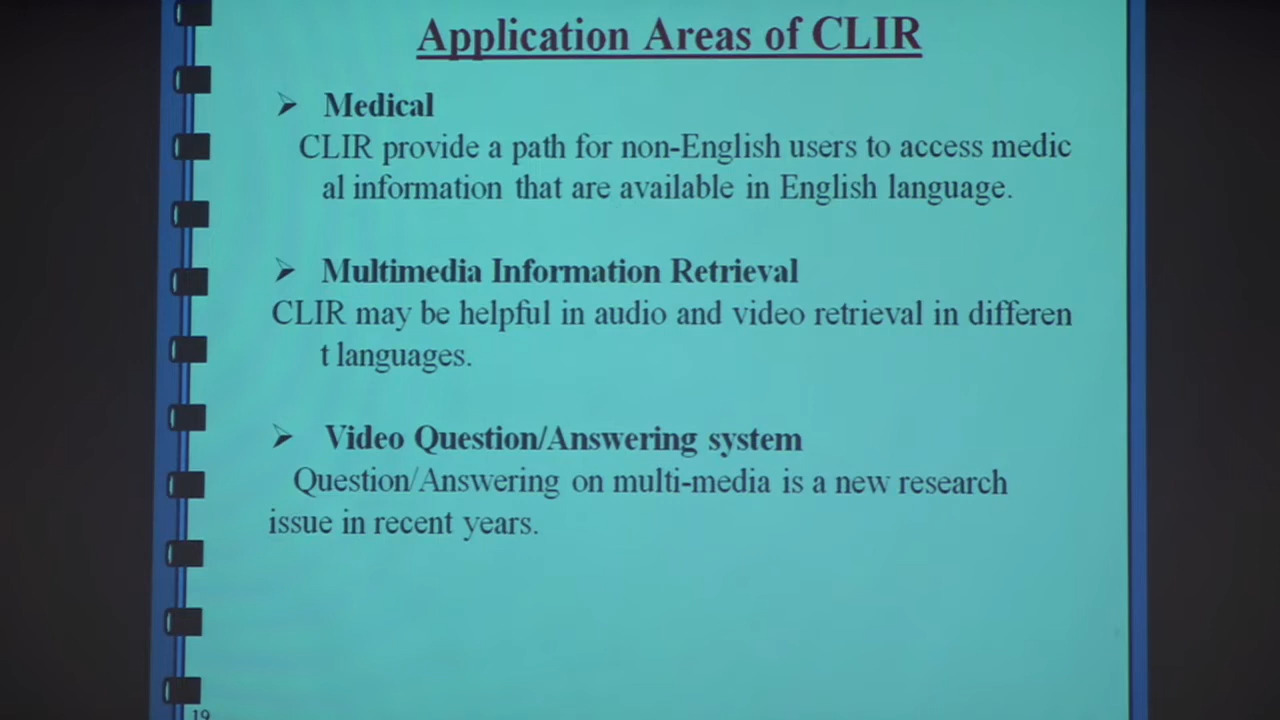 Application Areas of CLIR
➢ Medical
CLIR provide a path for non-English users to access medic
al information that are available in English language.
➢ Multimedia Information Retrieval
CLIR may be helpful in audio and video retrieval in differen
t languages.
➢ Video Question/Answering system
Question/Answering on multi-media is a new research
issue in recent years.
19